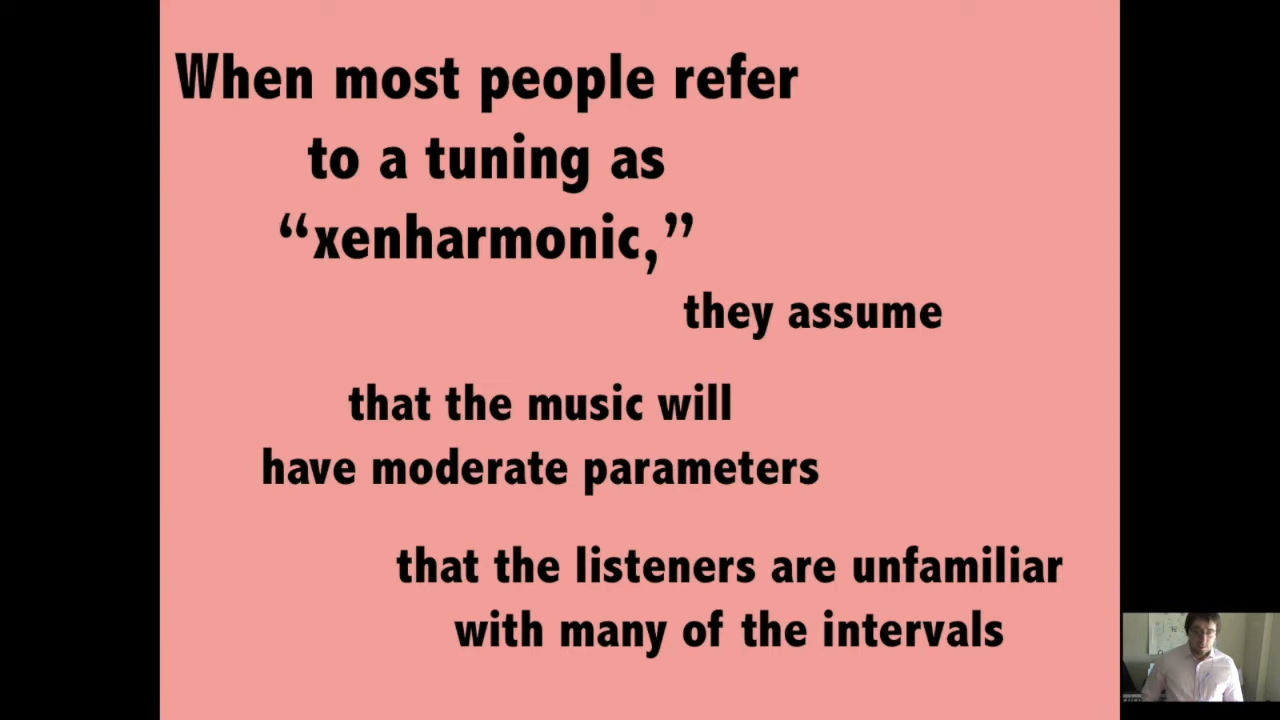 When most people refer
to a tuning as
“xenharmonic,”
they assume
that the music will
have moderate parameters
that the listeners are unfamiliar
with many of the intervals